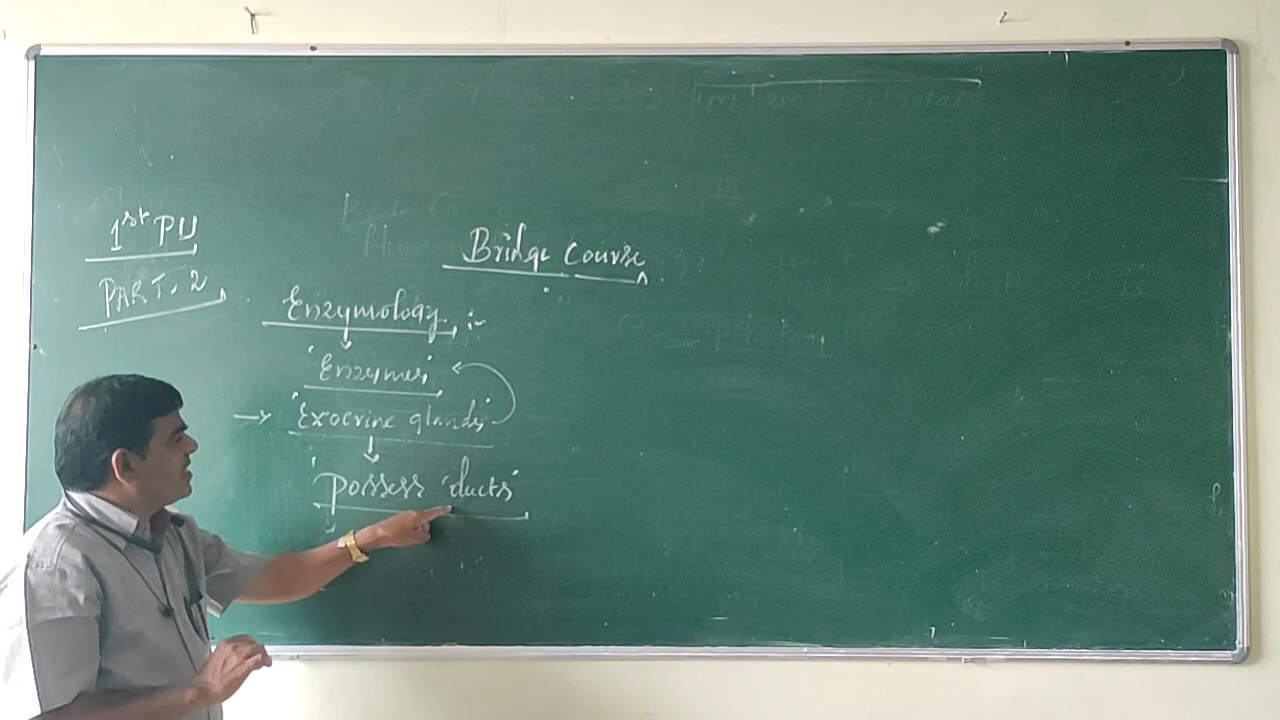 1st PU
PART. 2
Bridge Course
Enzymology :-
'Enzymes'
→ 'Exocrine glands'
'Possess 'ducts'